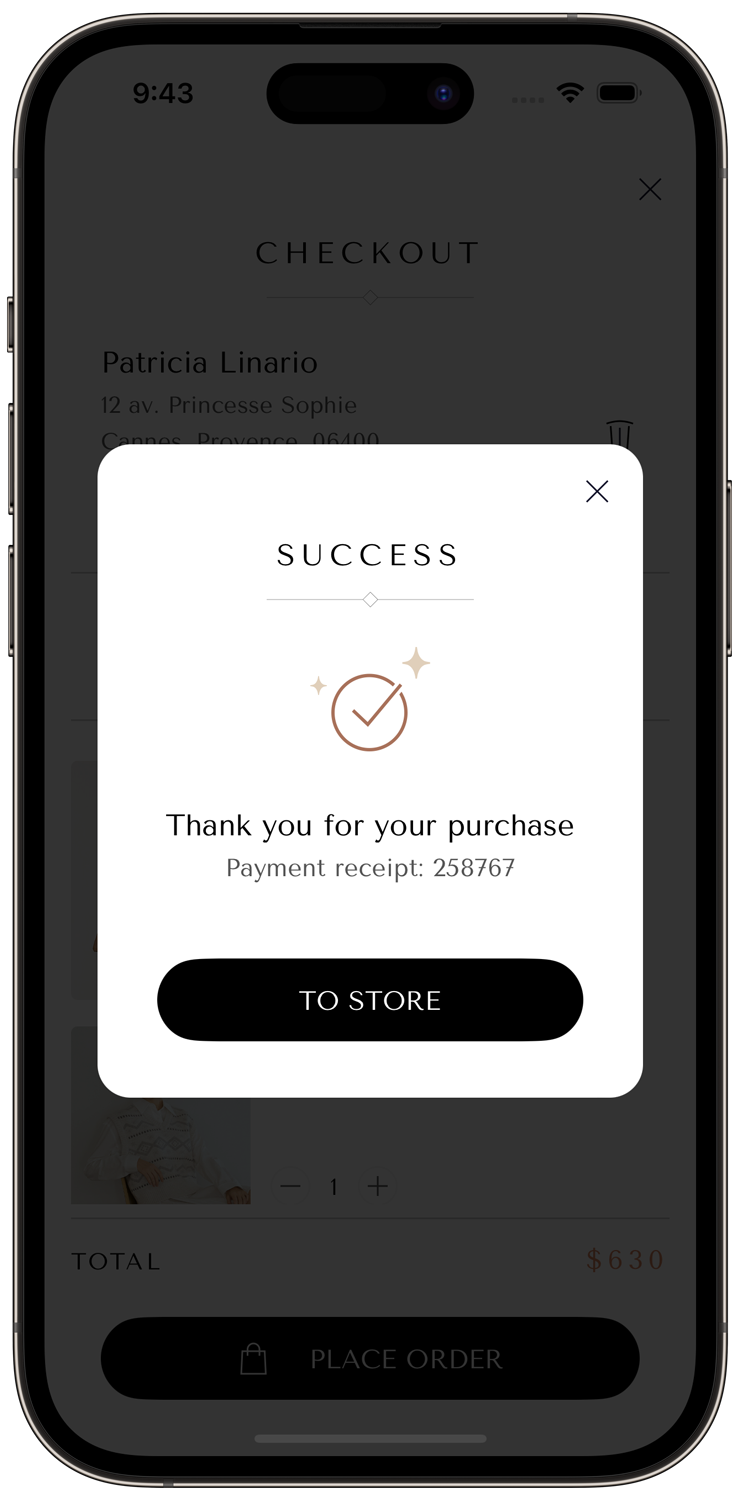 9:43
CHECKOUT
Patricia Linario
12 av. Princesse Sophie
Cannes, Provence, 06400
SUCCESS
Thank you for your purchase
Payment receipt: 258767
TO STORE
1
TOTAL
$630
PLACE ORDER